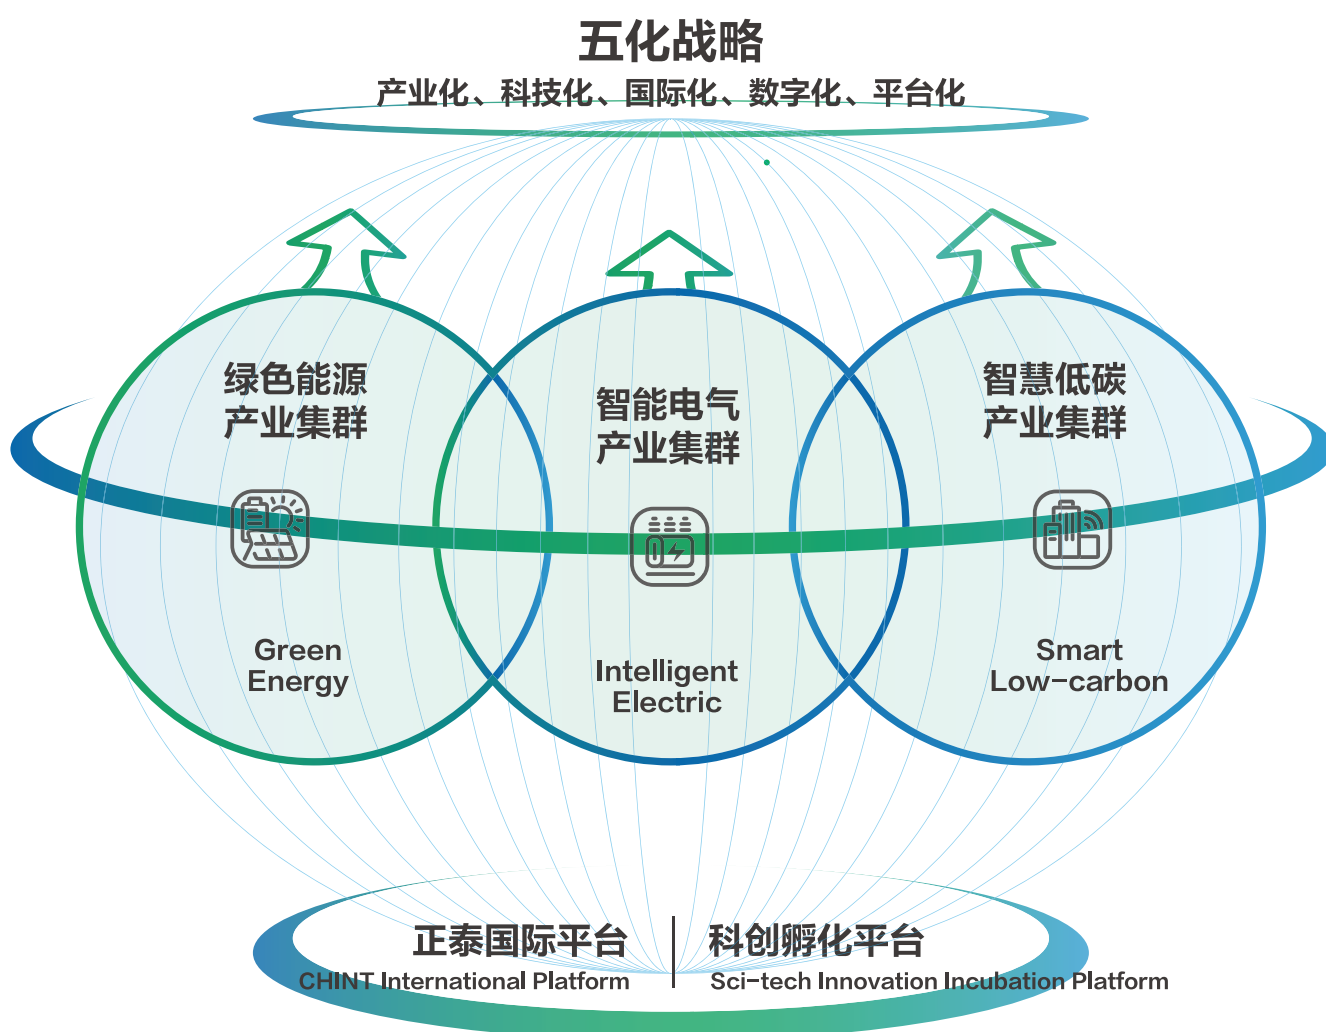 五化战略
产业化、科技化、国际化、数字化、平台化
绿色能源
产业集群
Green
Energy
智能电气
产业集群
Intelligent
Electric
智慧低碳
产业集群
Smart
Low-carbon
正泰国际平台
CHINT International Platform
科创孵化平台
Sci-tech Innovation Incubation Platform